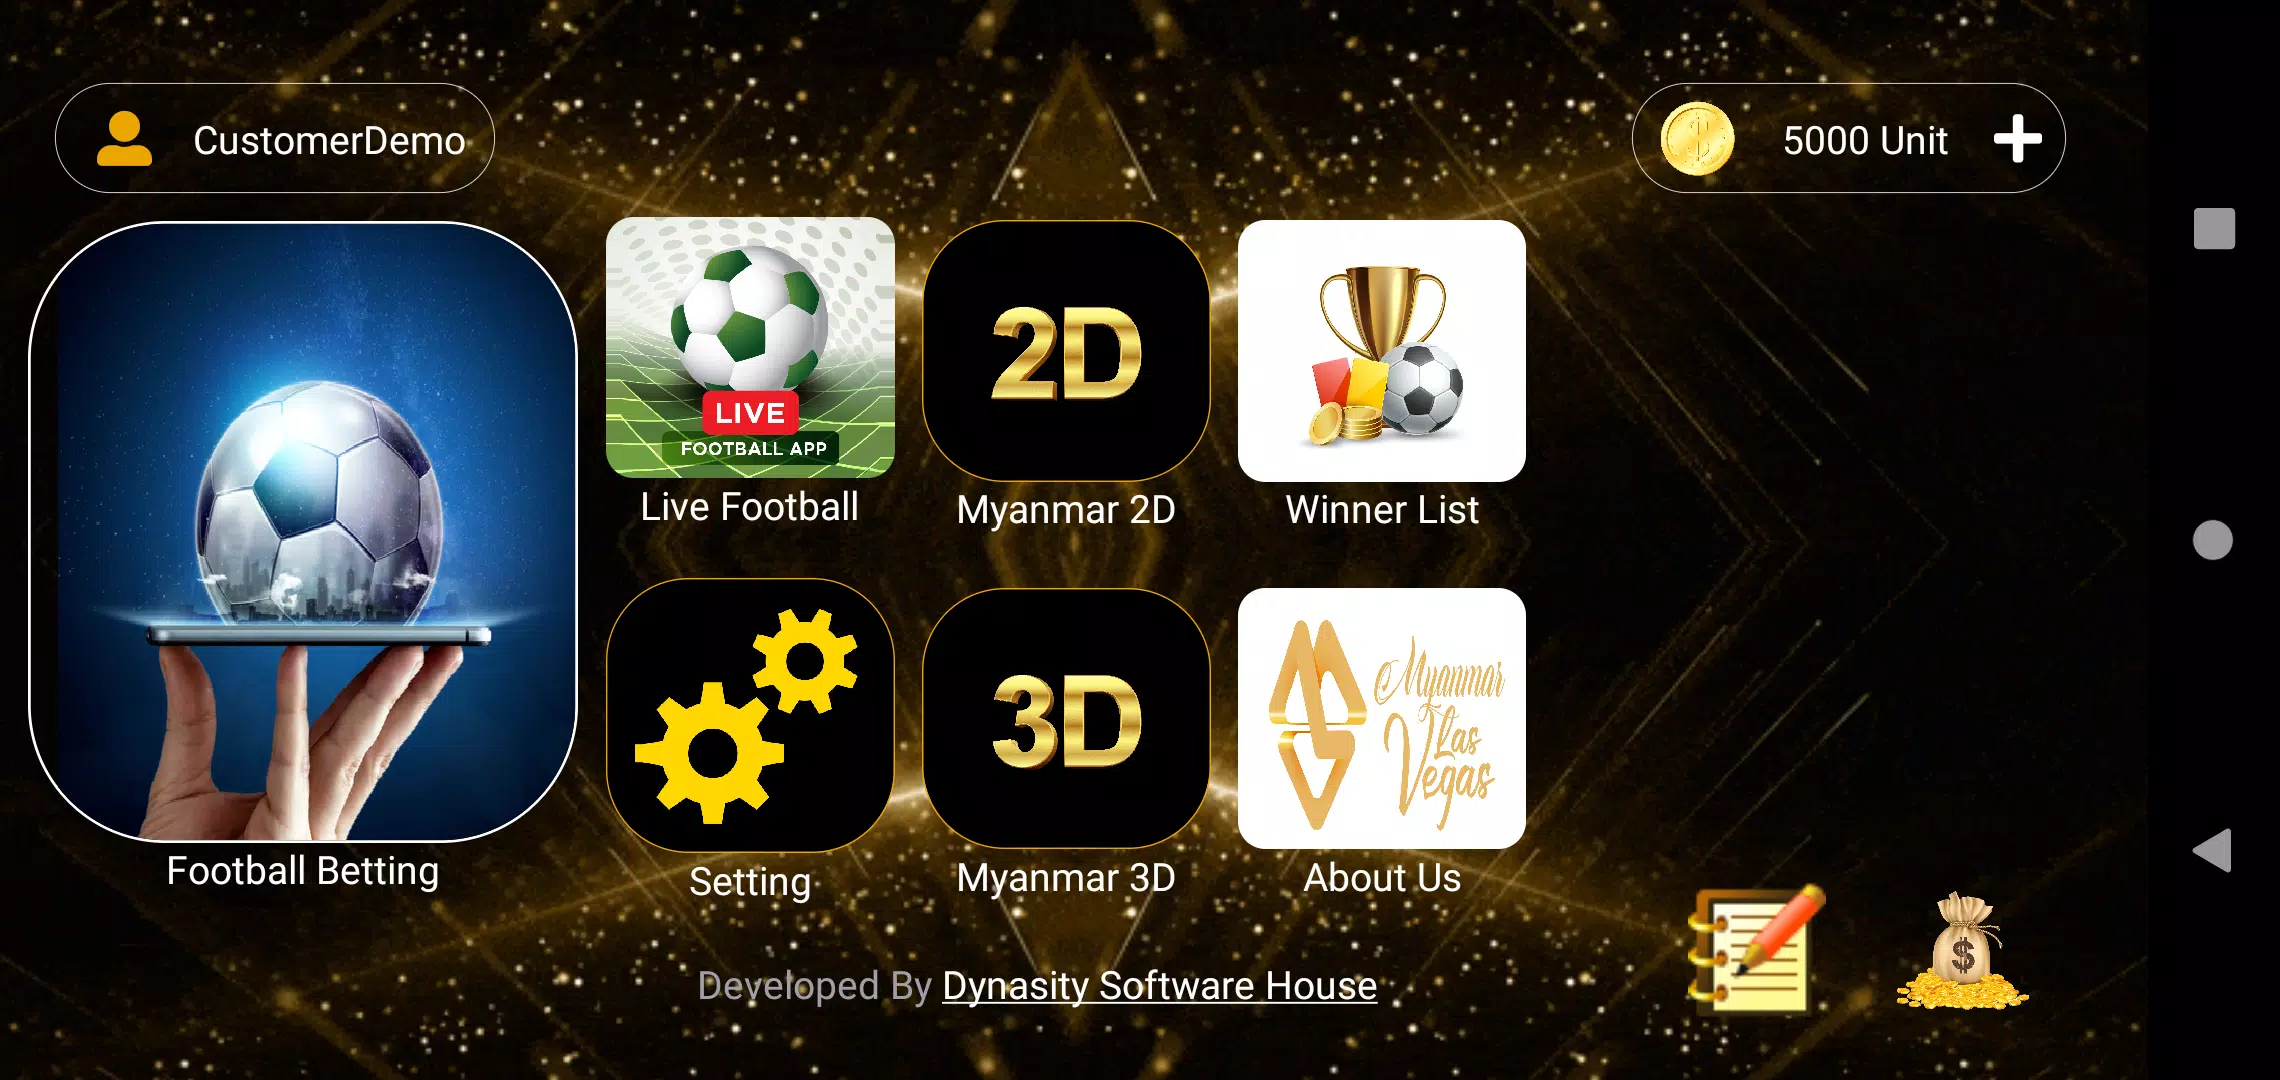 CustomerDemo
5000 Unit
LIVE
FOOTBALL APP
Live Football
2D
Myanmar 2D
Winner List
Football Betting
Setting
3D
Myanmar 3D
Myanmar
Las
Vegas
About Us
$
Developed By Dynasity Software House